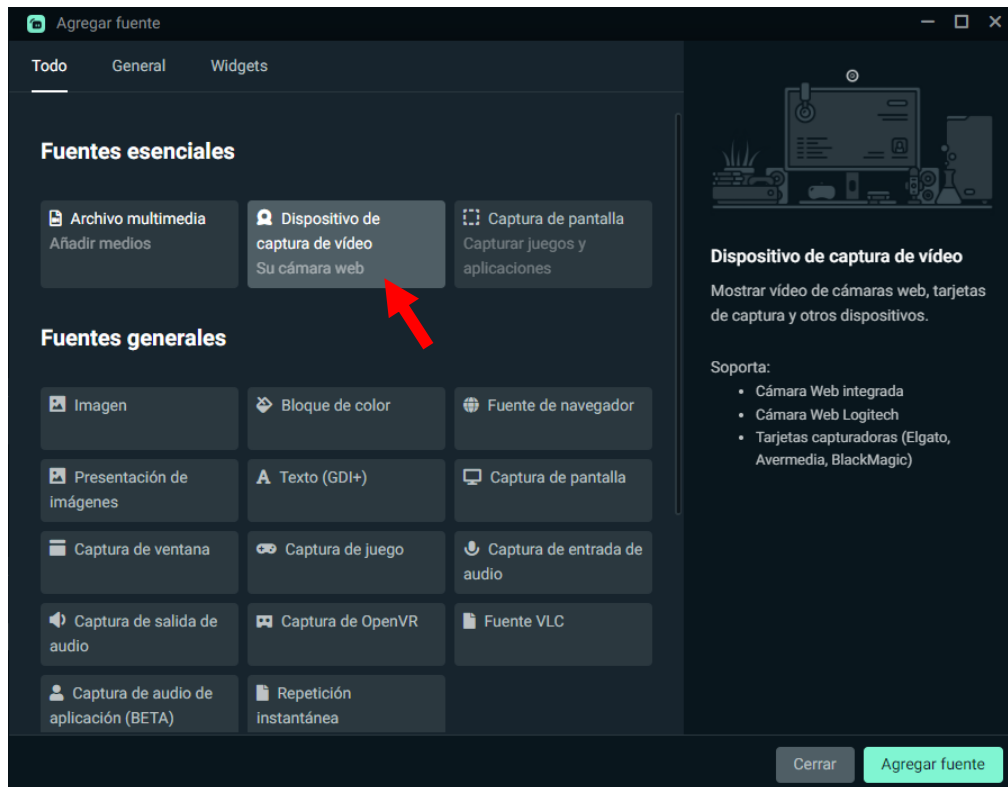 Agregar fuente
Todo General Widgets
Fuentes esenciales
Archivo multimedia
Añadir medios
Dispositivo de
captura de vídeo
Su cámara web
Captura de pantalla
Capturar juegos y
aplicaciones
Fuentes generales
Imagen
Bloque de color
Fuente de navegador
Presentación de
imágenes
Texto (GDI+)
Captura de pantalla
Captura de ventana
Captura de juego
Captura de entrada de
audio
Captura de salida de
audio
Captura de OpenVR
Fuente VLC
Captura de audio de
aplicación (BETA)
Repetición
instantánea
Dispositivo de captura de vídeo
Mostrar vídeo de cámaras web, tarjetas
de captura y otros dispositivos.
Soporta:
• Cámara Web integrada
• Cámara Web Logitech
• Tarjetas capturadoras (Elgato,
Avermedia, BlackMagic)
Cerrar
Agregar fuente